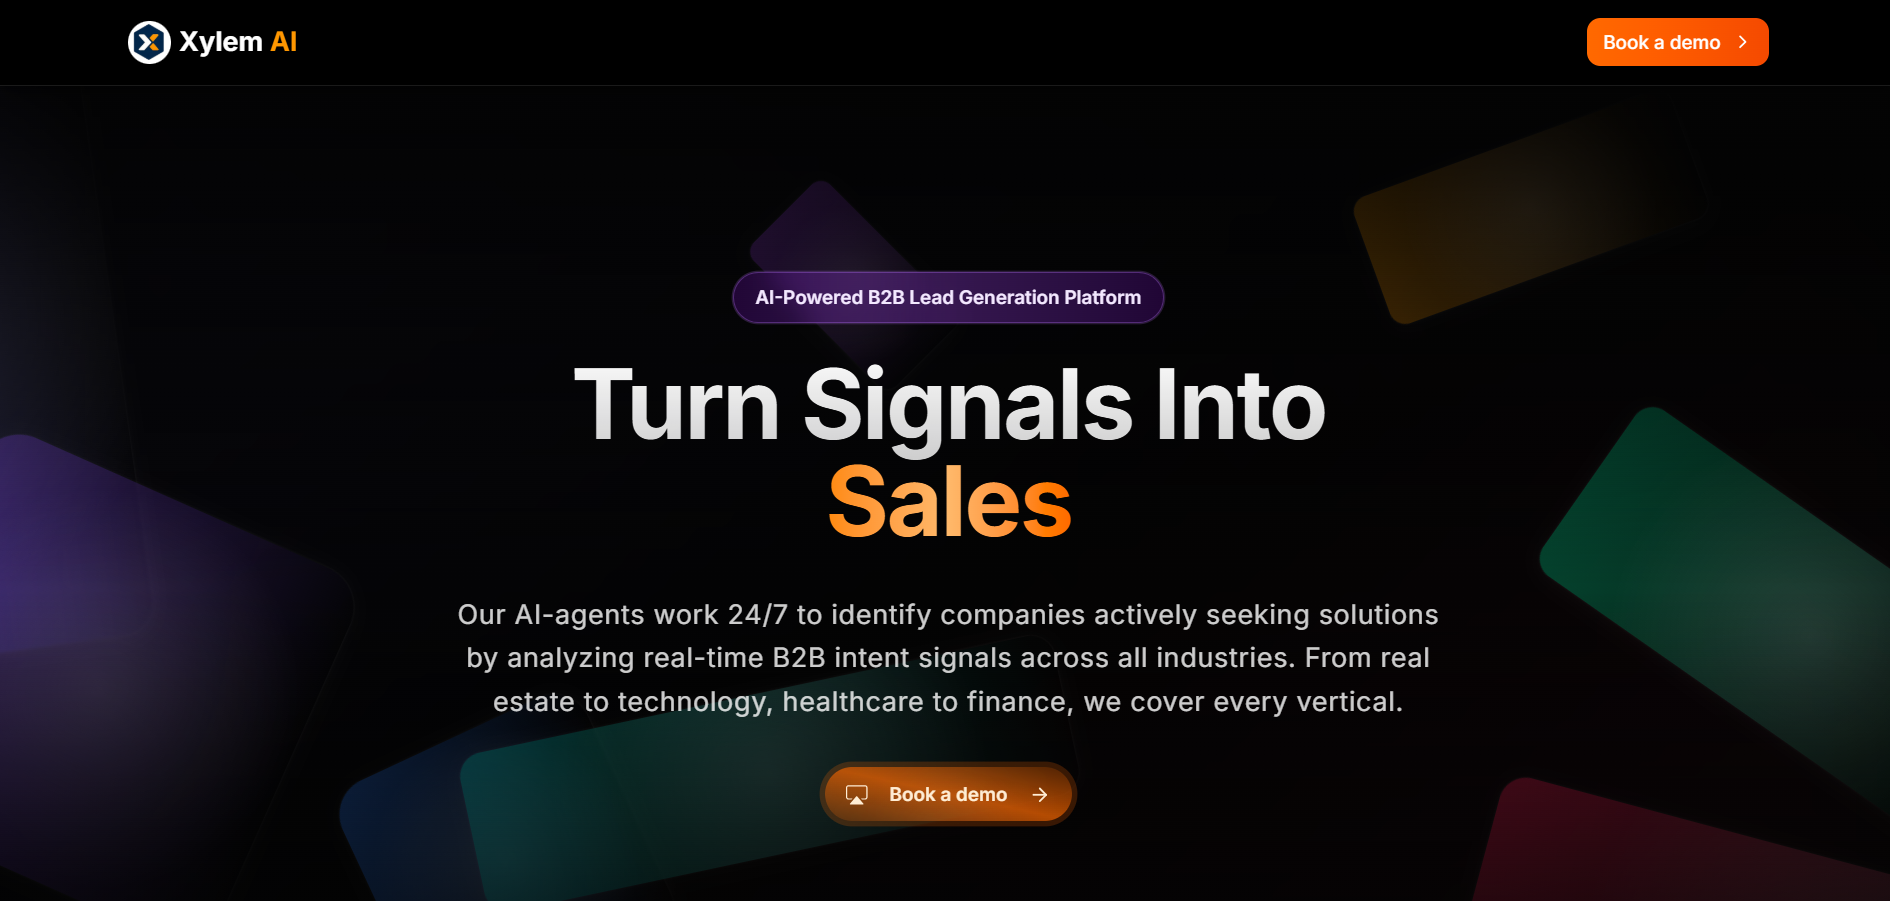 Xylem AI
Book a demo
AI-Powered B2B Lead Generation Platform
Turn Signals Into
Sales
Our AI-agents work 24/7 to identify companies actively seeking solutions
by analyzing real-time B2B intent signals across all industries. From real
estate to technology, healthcare to finance, we cover every vertical.
Book a demo